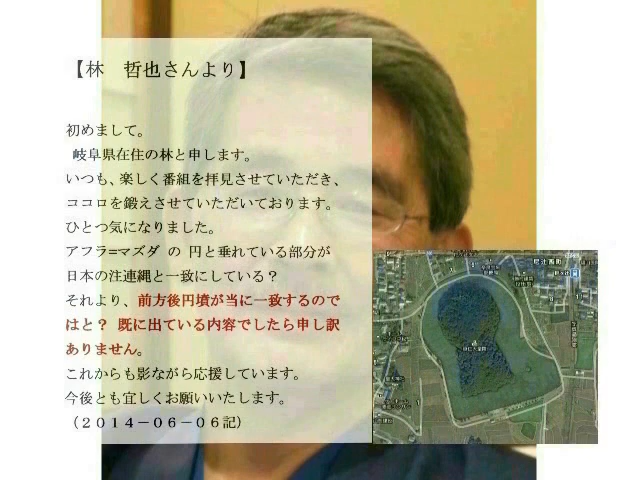 【林　哲也さんより】
初めまして。
岐阜県在住の林と申します。
いつも、楽しく番組を拝見させていただき、
ココロを鍛えさせていただいております。
ひとつ気になりました。
アフラ=マズダ の 円と垂れている部分が
日本の注連縄と一致にしている？
それより、前方後円墳が当に一致するので
はと？ 既に出ている内容でしたら申し訳
ありません。
これからも影ながら応援しています。
今後とも宜しくお願いいたします。
（２０１４－０６－０６記）